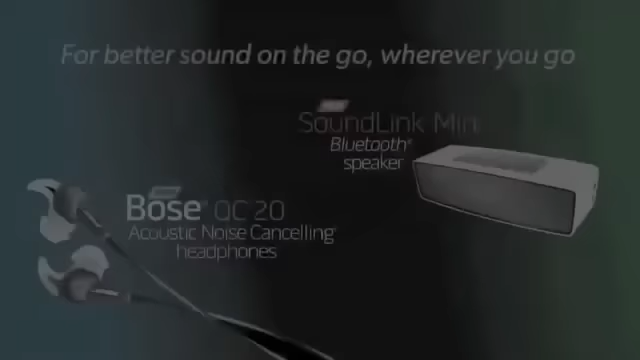 For better sound on the go, wherever you go
SoundLink Mini
Bluetooth®
speaker
Bose® QC 20
Acoustic Noise Cancelling®
headphones